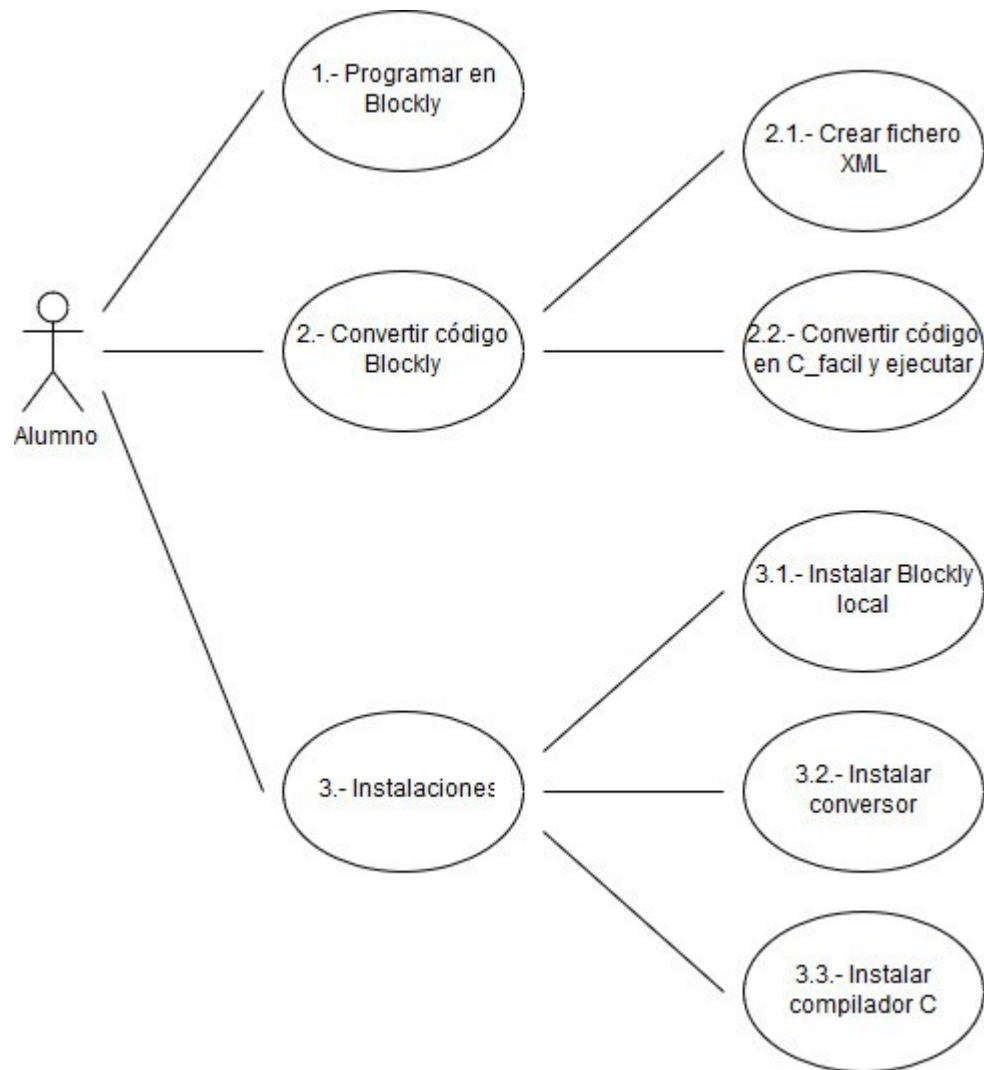 1.- Programar en
Blockly
2.1.- Crear fichero
XML
2.- Convertir código
Blockly
2.2.- Convertir código
en C_facil y ejecutar
Alumno
3.1.- Instalar Blockly
local
3.- Instalaciones
3.2.- Instalar
conversor
3.3.- Instalar
compilador C